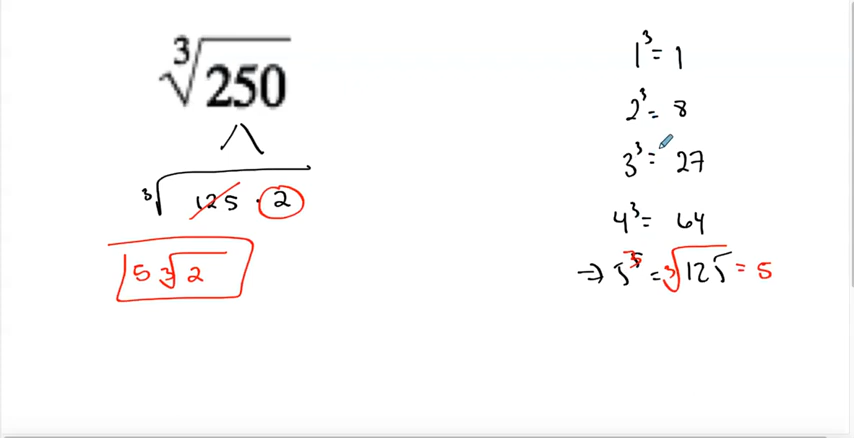 ∛250
∛125 · 2
5∛2
1³ = 1
2³ = 8
3³ = 27
4³ = 64
→ 5³ = ∛125 = 5